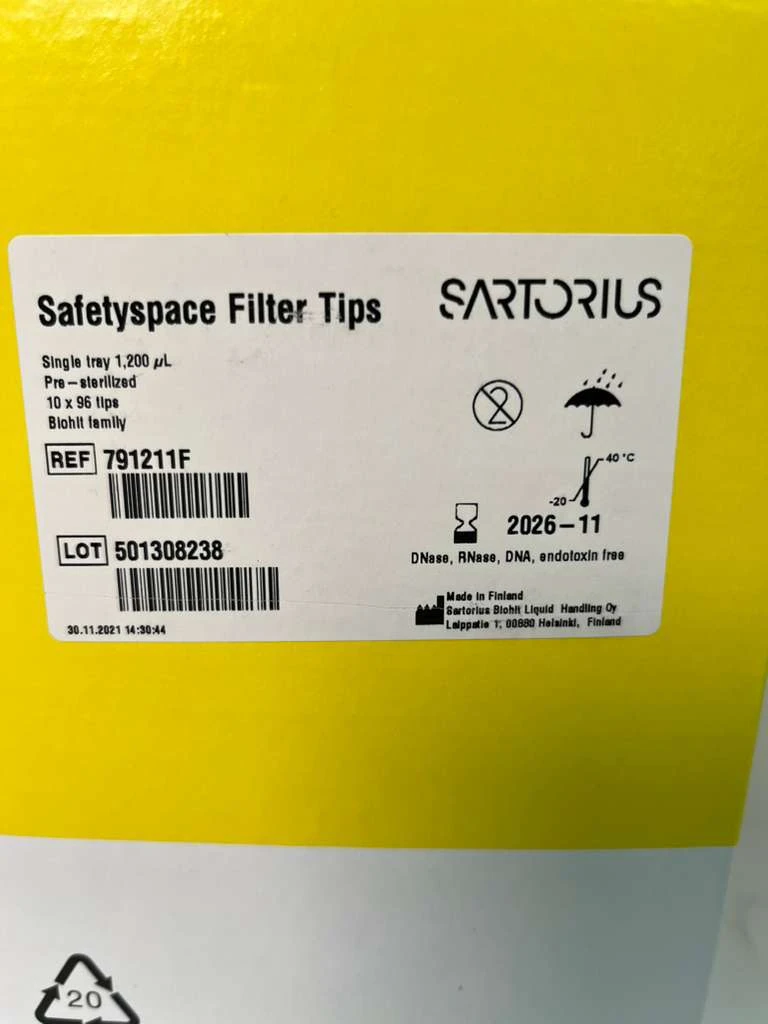 Safetyspace Filter Tips
SARTORIUS
Single tray 1,200 µL
Pre-sterilized
10 x 96 tips
Biohit family
REF 791211F
2
40 °C
-20
LOT 501308238
2026-11
DNase, RNase, DNA, endotoxin free
Made in Finland
Sartorius Biohit Liquid Handling Oy
Laippatie 1, 00880 Helsinki, Finland
30.11.2021 14:30:44
20